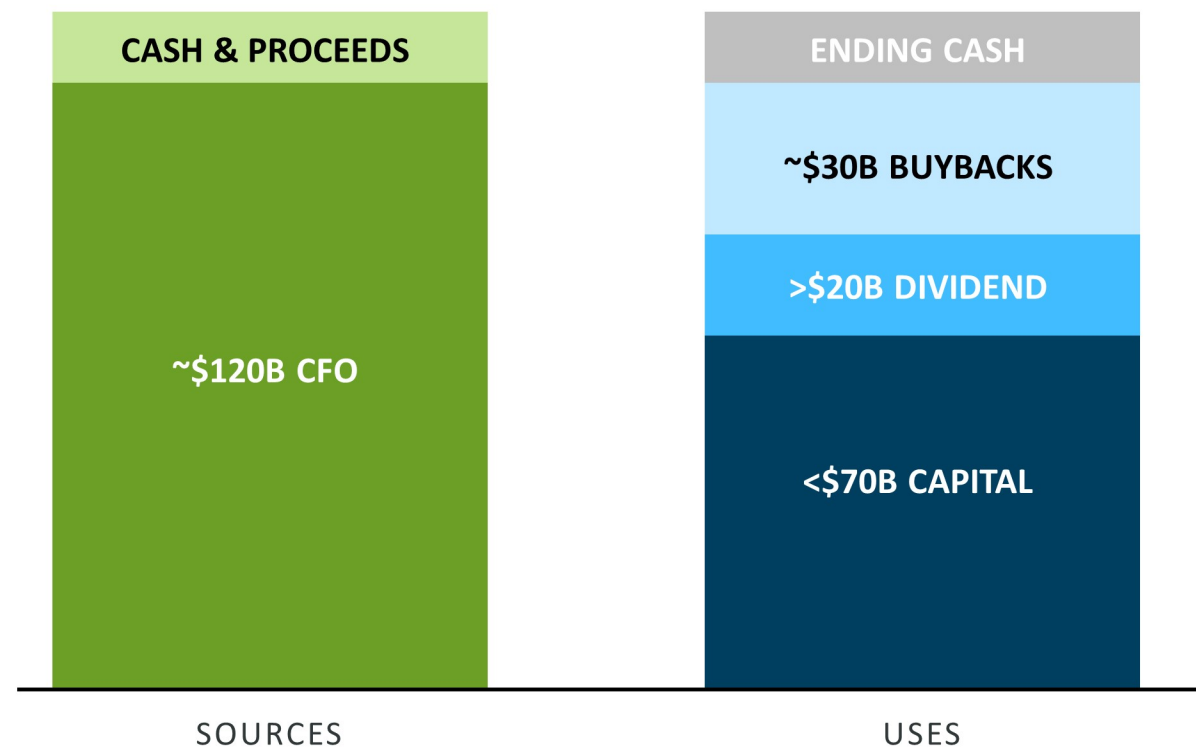 CASH & PROCEEDS
~$120B CFO
ENDING CASH
~$30B BUYBACKS
>$20B DIVIDEND
<$70B CAPITAL
SOURCES
USES